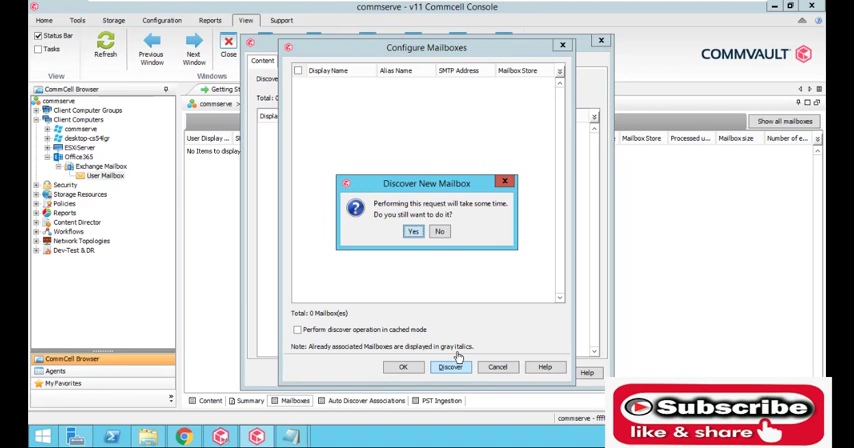 commserve - v11 Commcell Console
Home Tools Storage Configuration Reports View Support
Status Bar
Tasks
Refresh
Previous Window
Next Window
Close
View Windows
COMMVAULT
CommCell Browser
commserve
Client Computer Groups
Client Computers
commserve
desktop-cs54lgr
ESXiServer
Office365
Exchange Mailbox
User Mailbox
Security
Storage Resources
Policies
Reports
Content Director
Workflows
Network Topologies
Dev-Test & DR
CommCell Browser
Agents
My Favorites
Getting St
commserve >
User Display ...
No Items to display
Content
Discov
Total: 0
Display
Configure Mailboxes
Display Name Alias Name SMTP Address Mailbox Store
Discover New Mailbox
Performing this request will take some time.
Do you still want to do it?
Yes No
Total: 0 Mailbox(es)
Perform discover operation in cached mode
Note: Already associated Mailboxes are displayed in gray italics.
OK Discover Cancel Help
Help
Show all mailboxes
Mailbox Store Processed u... Mailbox size Number of e...
Content Summary Mailboxes Auto Discover Associations PST Ingestion
Subscribe
like & share